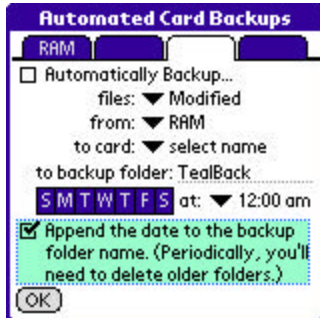 Automated Card Backups
RAM
Automatically Backup...
files: Modified
from: RAM
to card: select name
to backup folder: TealBack
S M T W T F S at: 12:00 am
Append the date to the backup
folder name. (Periodically, you'll
need to delete older folders.)
OK